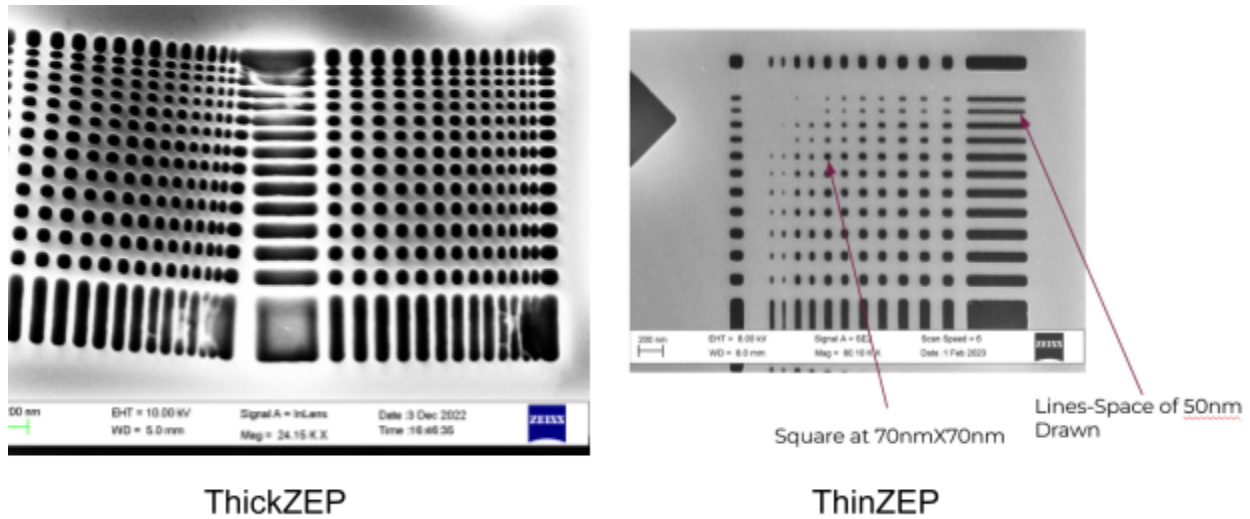 200 nm
EHT = 10.00 kV
WD = 5.0 mm
Signal A = InLens
Mag = 24.15 K X
Date :3 Dec 2022
Time :16:46:35
ZEISS
200 nm
EHT = 8.00 kV
WD = 8.0 mm
Signal A = SE2
Mag = 80.10 K X
Scan Speed = 6
Date :1 Feb 2023
ZEISS
Square at 70nmX70nm
Lines-Space of 50nm
Drawn
ThickZEP
ThinZEP